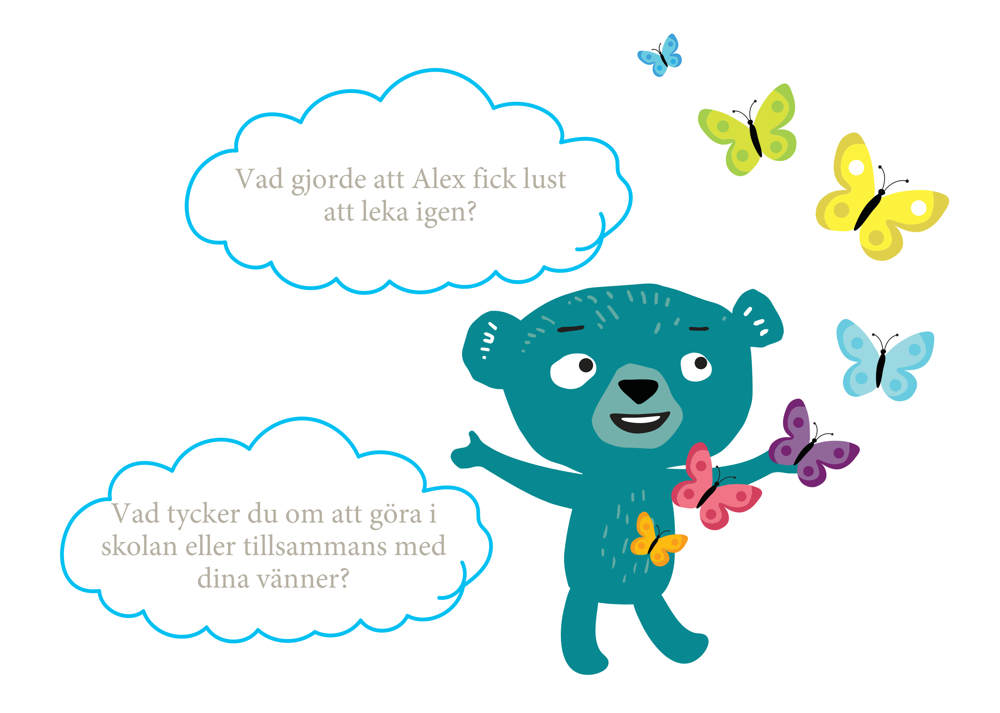 Vad gjorde att Alex fick lust
att lkka igen?
Vad tycker du om att göra i
skolan eller tillsammans med
dina vänner?